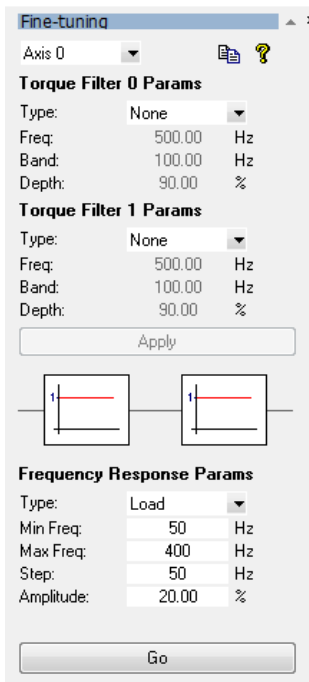 Fine-tuning
Axis 0
Torque Filter 0 Params
Type: None
Freq: 500.00 Hz
Band: 100.00 Hz
Depth: 90.00 %
Torque Filter 1 Params
Type: None
Freq: 500.00 Hz
Band: 100.00 Hz
Depth: 90.00 %
Apply
1 1
Frequency Response Params
Type: Load
Min Freq: 50 Hz
Max Freq: 400 Hz
Step: 50 Hz
Amplitude: 20.00 %
Go